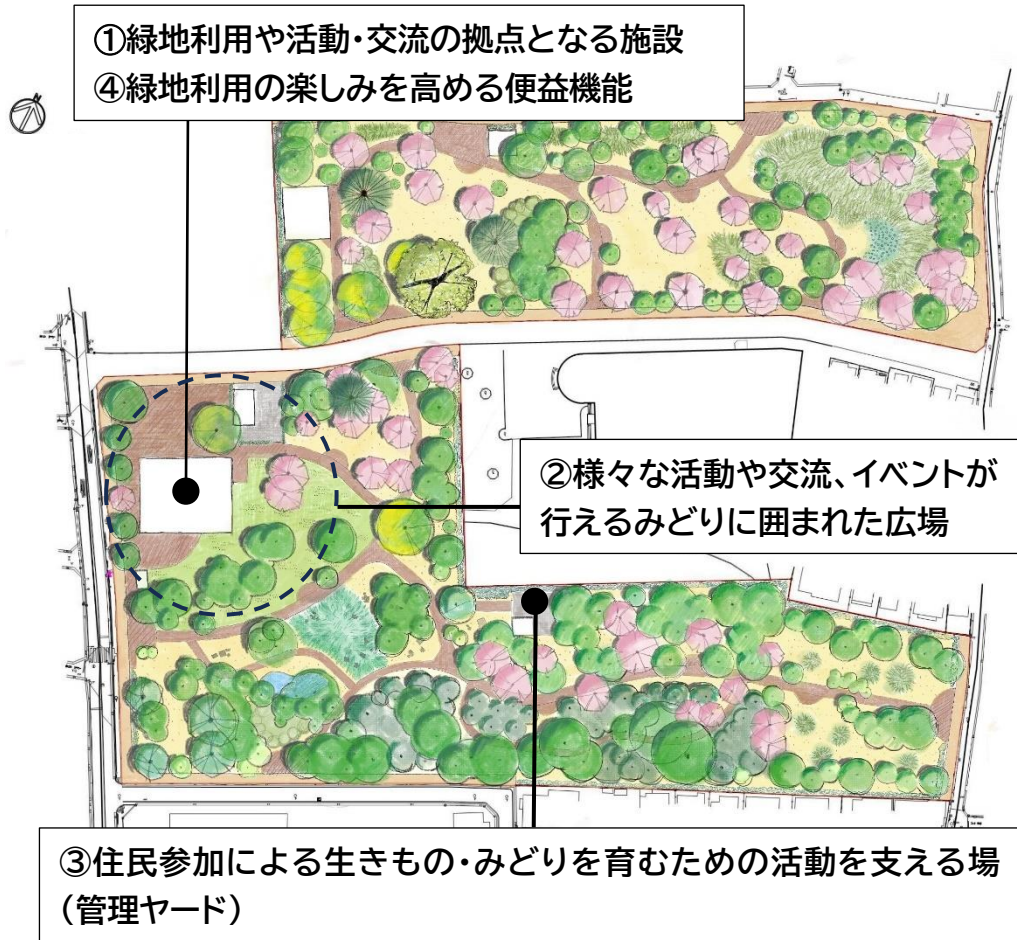 ①緑地利用や活動・交流の拠点となる施設
④緑地利用の楽しみを高める便益機能
②様々な活動や交流、イベントが
行えるみどりに囲まれた広場
③住民参加による生きもの・みどりを育むための活動を支える場
（管理ヤード）